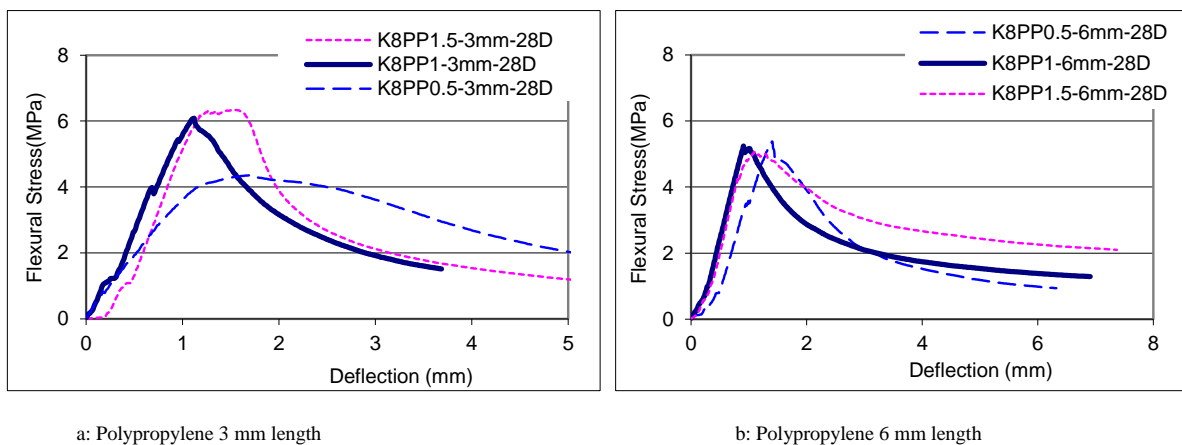 K8PP1.5-3mm-28D
K8PP1-3mm-28D
K8PP0.5-3mm-28D
Flexural Stress(MPa)
8
6
4
2
0
0 1 2 3 4 5
Deflection (mm)
a: Polypropylene 3 mm length
K8PP0.5-6mm-28D
K8PP1-6mm-28D
K8PP1.5-6mm-28D
Flexural Stress(MPa)
8
6
4
2
0
0 2 4 6 8
Deflection (mm)
b: Polypropylene 6 mm length